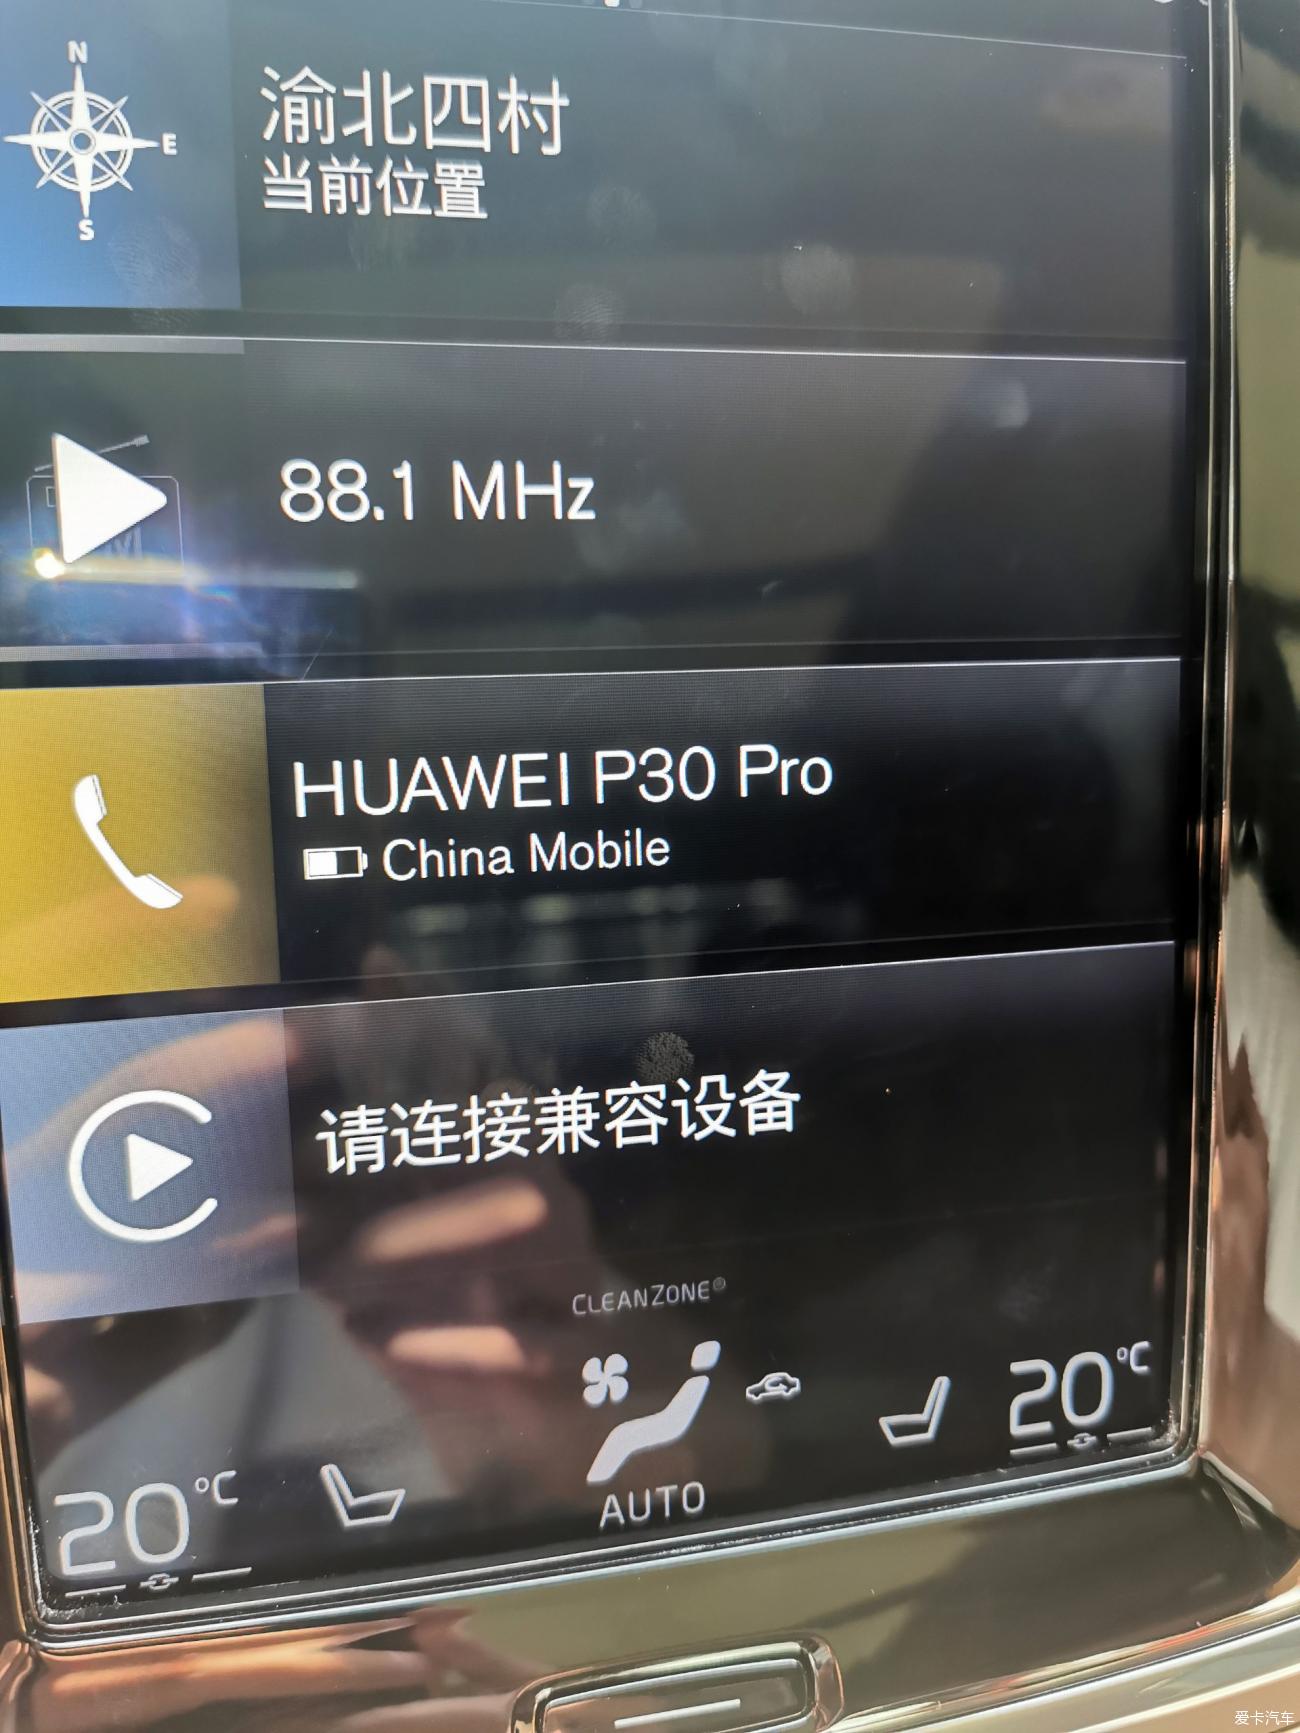 N
E
S
渝北四村
当前位置
88.1 MHz
HUAWEI P30 Pro
China Mobile
请连接兼容设备
CLEANZONE®
20°C
AUTO
20°C
爱卡汽车